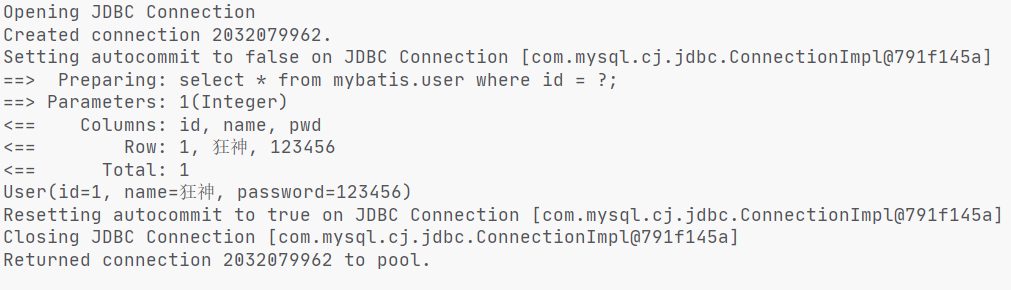 Opening JDBC Connection
Created connection 2032079962.
Setting autocommit to false on JDBC Connection [com.mysql.cj.jdbc.ConnectionImpl@791f145a]
==>  Preparing: select * from mybatis.user where id = ?;
==> Parameters: 1(Integer)
<==    Columns: id, name, pwd
<==        Row: 1, 狂神, 123456
<==      Total: 1
User(id=1, name=狂神, password=123456)
Resetting autocommit to true on JDBC Connection [com.mysql.cj.jdbc.ConnectionImpl@791f145a]
Closing JDBC Connection [com.mysql.cj.jdbc.ConnectionImpl@791f145a]
Returned connection 2032079962 to pool.